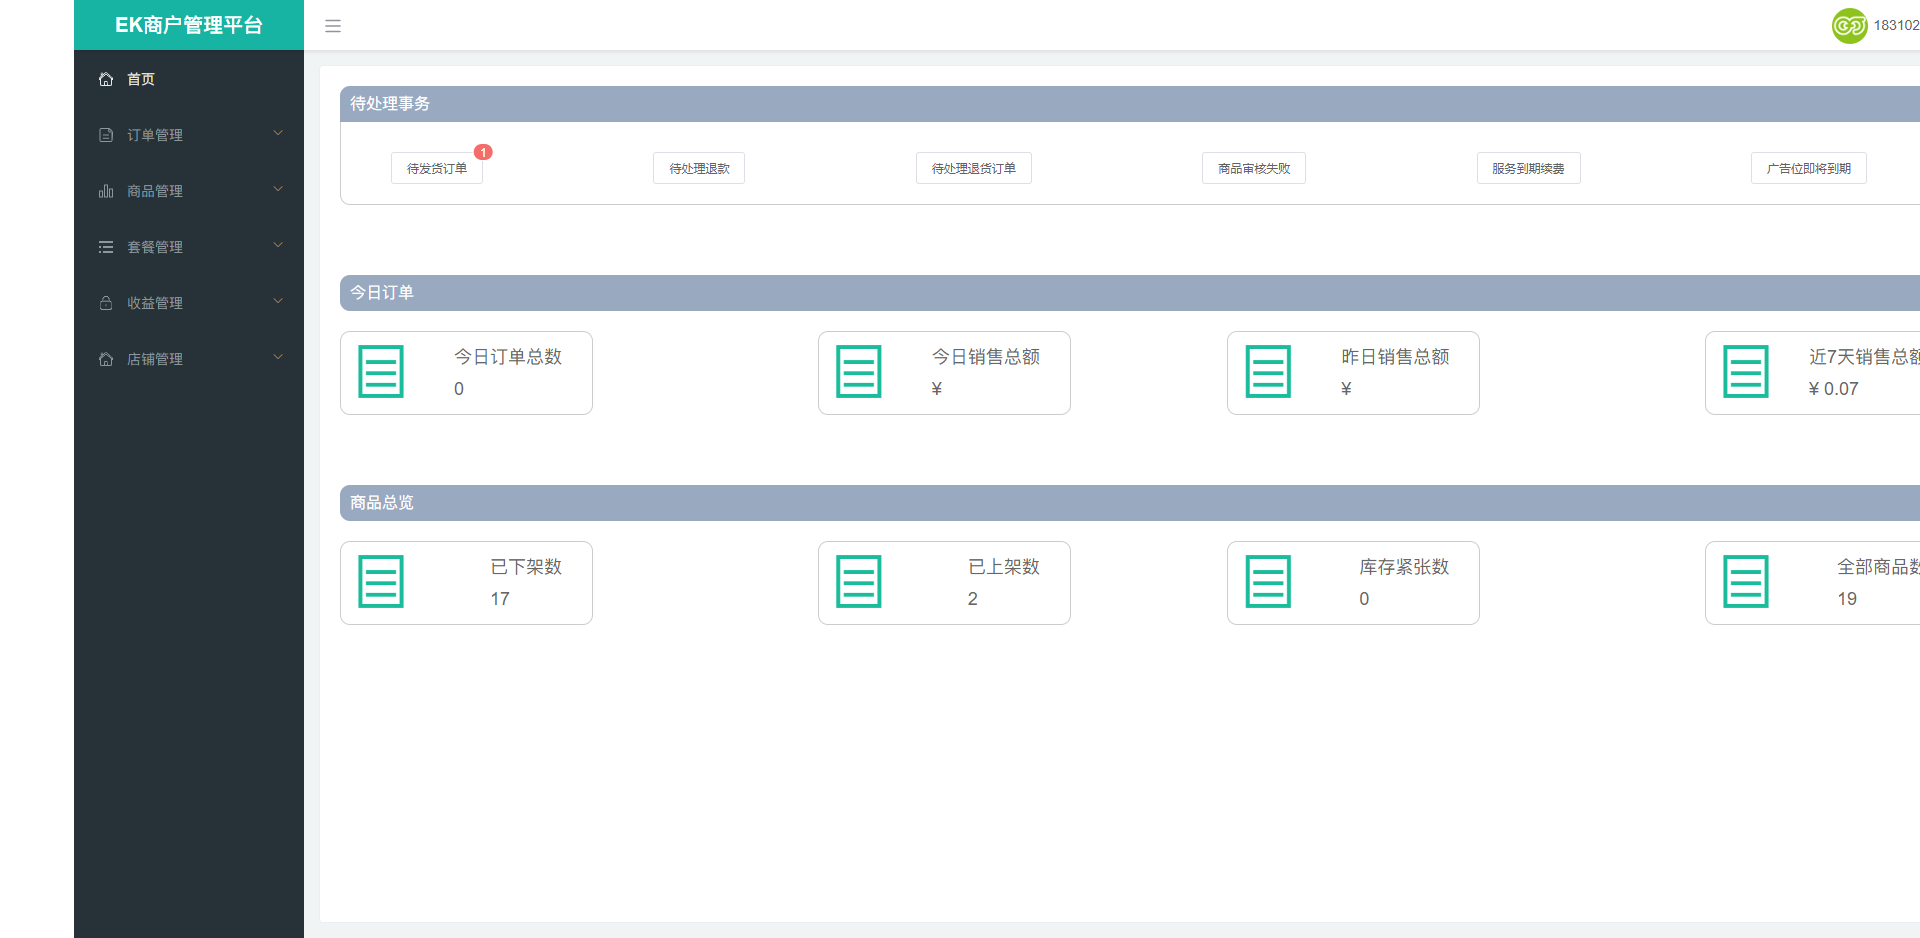 EK商户管理平台
183102
首页
订单管理
商品管理
套餐管理
收益管理
店铺管理
待处理事务
待发货订单 1
待处理退款
待处理退货订单
商品审核失败
服务到期续费
广告位即将到期
今日订单
今日订单总数
0
今日销售总额
¥
昨日销售总额
¥
近7天销售总额
¥ 0.07
商品总览
已下架数
17
已上架数
2
库存紧张数
0
全部商品数
19